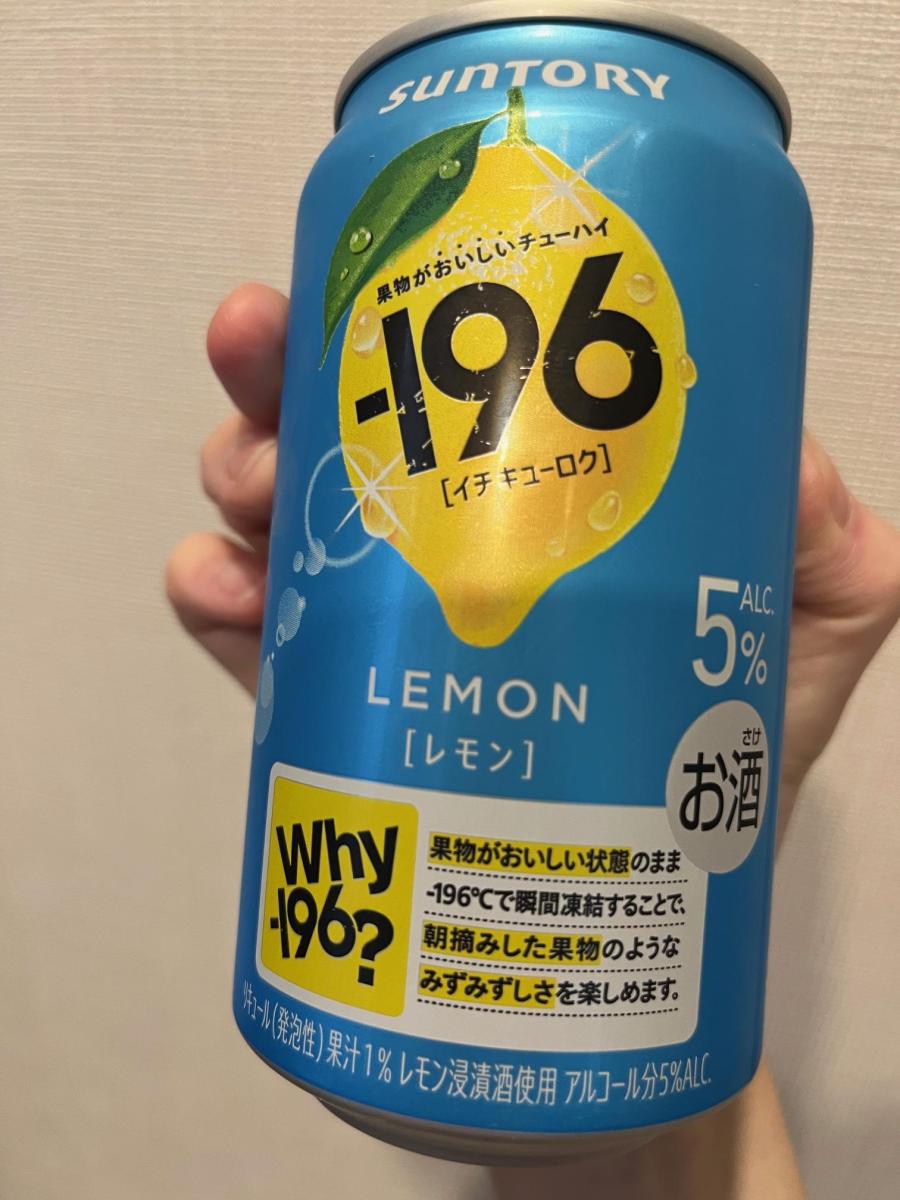 SUNTORY
果物がおいしいチューハイ
-196
[イチキューロク]
LEMON
[レモン]
5% ALC.
さけ
お酒
Why
-196?
果物がおいしい状態のまま
-196℃で瞬間凍結することで、
朝摘みした果物のような
みずみずしさを楽しめます。
リキュール(発泡性)果汁1% レモン浸漬酒使用 アルコール分5%ALC.